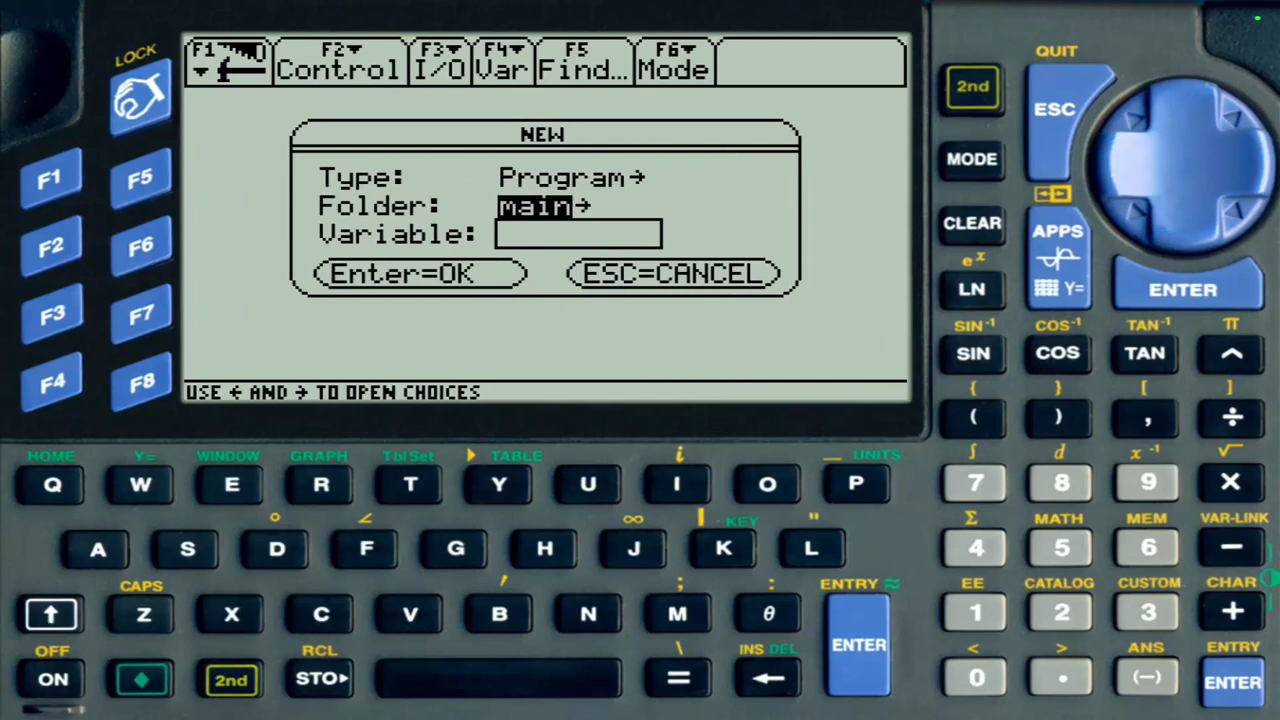 F1 F2 F3 F4 F5 F6
Control I/O Var Find... Mode
NEW
Type: Program→
Folder: main→
Variable:
Enter=OK ESC=CANCEL
USE ← AND → TO OPEN CHOICES
LOCK
F1 F5
F2 F6
F3 F7
F4 F8
QUIT
2nd ESC
MODE
CLEAR APPS
e^x
LN Y= ENTER
SIN⁻¹ COS⁻¹ TAN⁻¹ π
SIN COS TAN ^
{ } [ ]
( ) , ÷
∫ d x⁻¹ √
7 8 9 ×
Σ MATH MEM VAR-LINK
4 5 6 −
EE CATALOG CUSTOM CHAR
1 2 3 +
< > ANS ENTRY
0 . (−) ENTER
HOME Y= WINDOW GRAPH TblSet TABLE i _ UNITS
Q W E R T Y U I O P
° ∠ ∞ | KEY "
A S D F G H J K L
CAPS ' ; : ENTRY ≈
↑ Z X C V B N M θ ENTER
OFF RCL \ INS DEL
ON ♦ 2nd STO▶ = ←